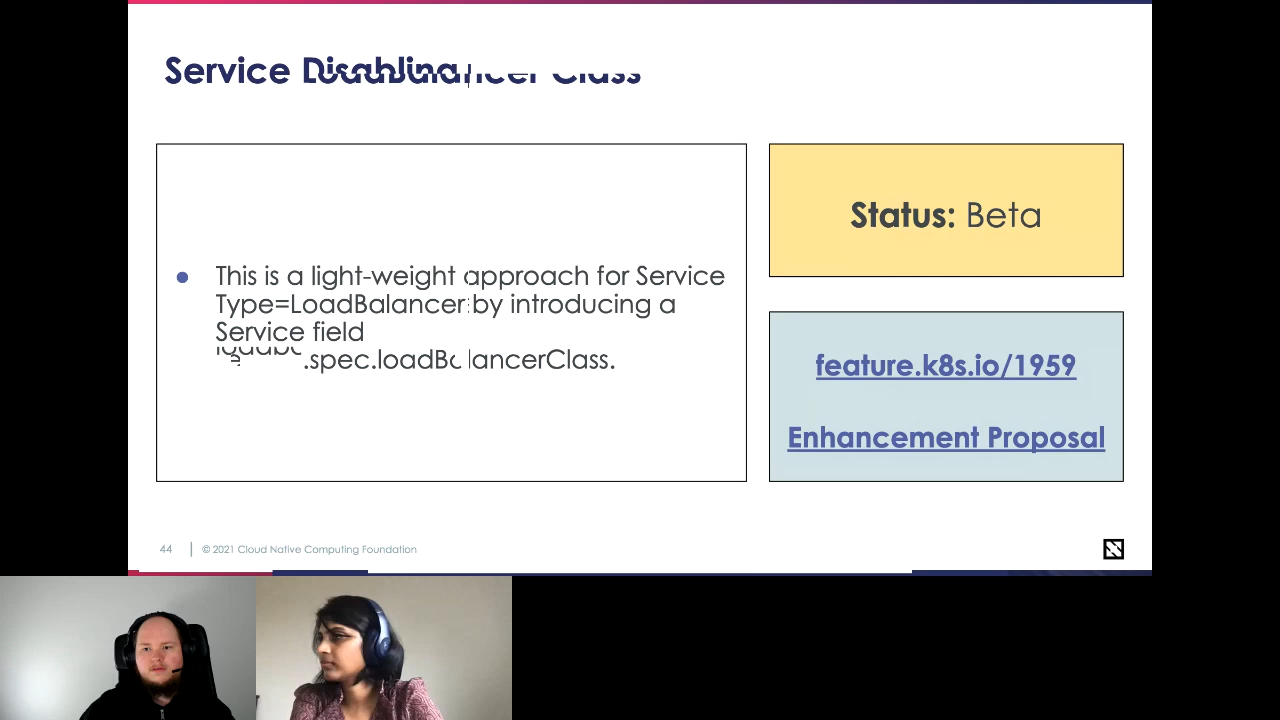 Service
This is a light-weight approach for Service
Type=LoadBalancer by introducing a
Service field
.spec.loadBalancerClass.
Status: Beta
feature.k8s.io/1959
Enhancement Proposal
44
© 2021 Cloud Native Computing Foundation